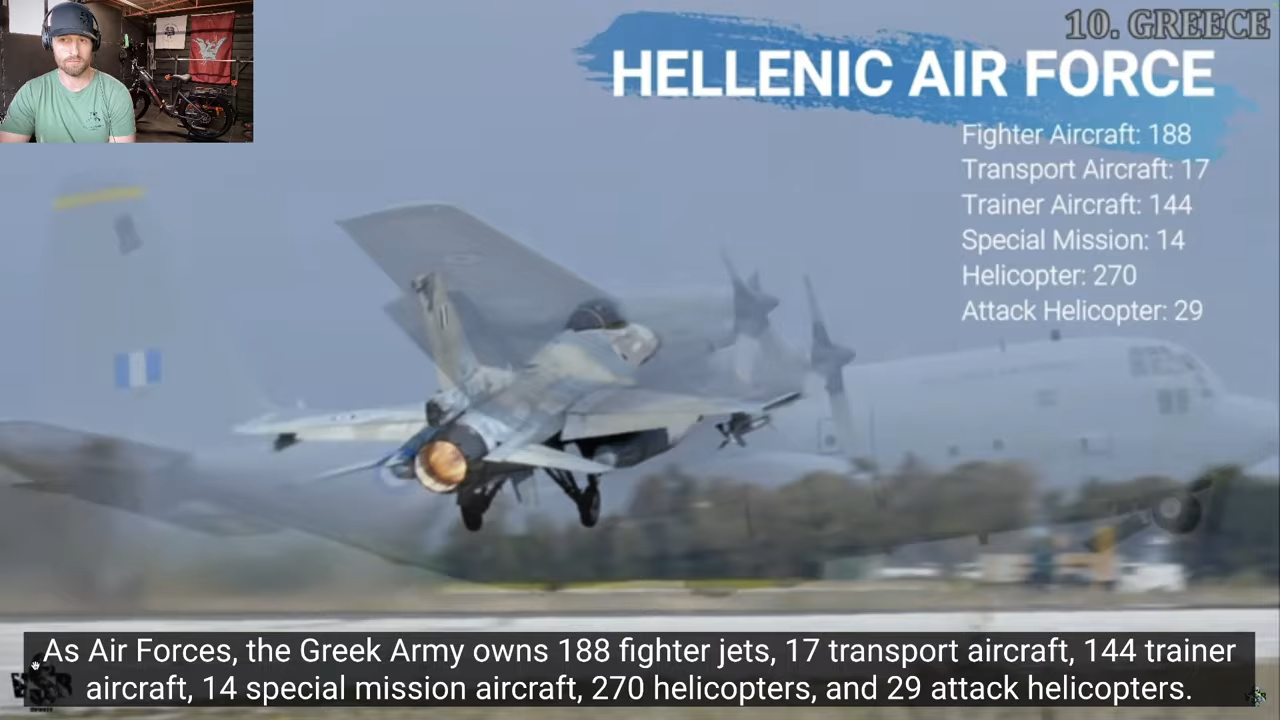 10. GREECE
HELLENIC AIR FORCE
Fighter Aircraft: 188
Transport Aircraft: 17
Trainer Aircraft: 144
Special Mission: 14
Helicopter: 270
Attack Helicopter: 29
As Air Forces, the Greek Army owns 188 fighter jets, 17 transport aircraft, 144 trainer
aircraft, 14 special mission aircraft, 270 helicopters, and 29 attack helicopters.